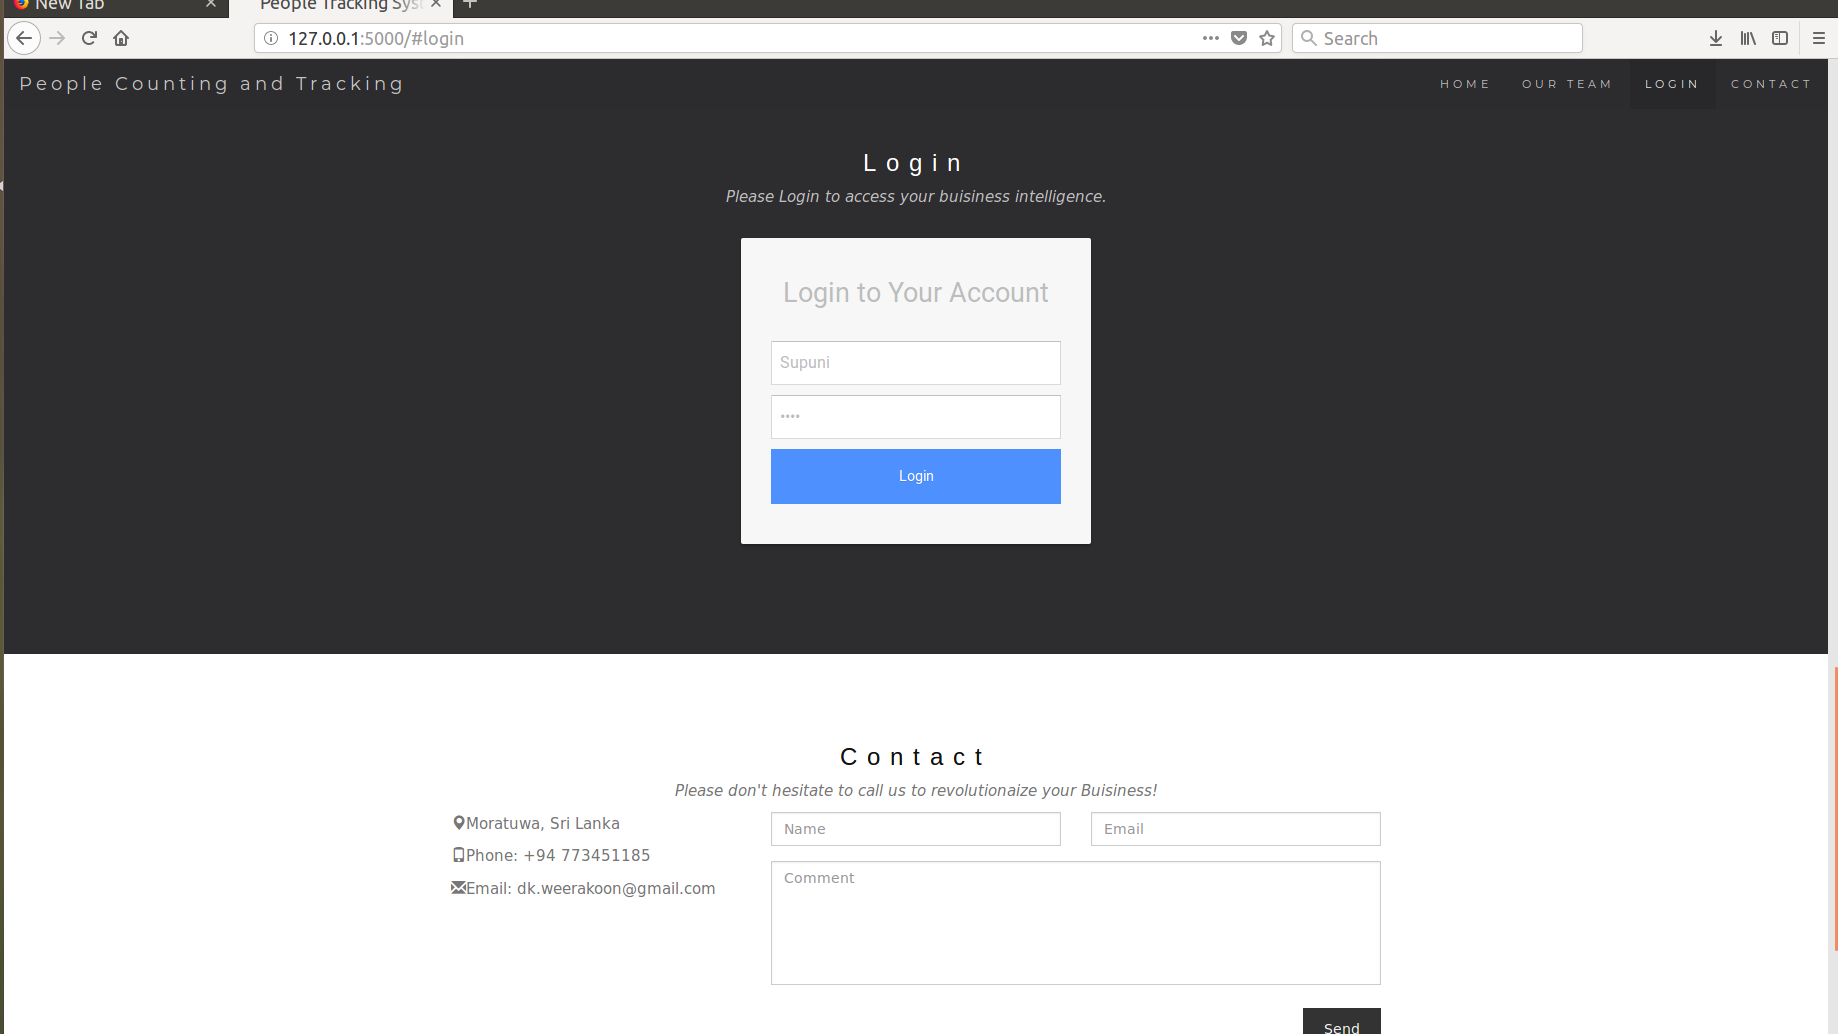 New Tab
People Tracking Sys
127.0.0.1:5000/#login
Search
People Counting and Tracking
HOME
OUR TEAM
LOGIN
CONTACT
Login
Please Login to access your buisiness intelligence.
Login to Your Account
Supuni
••••
Login
Contact
Please don't hesitate to call us to revolutionaize your Buisiness!
Moratuwa, Sri Lanka
Phone: +94 773451185
Email: dk.weerakoon@gmail.com
Name
Email
Comment
Send